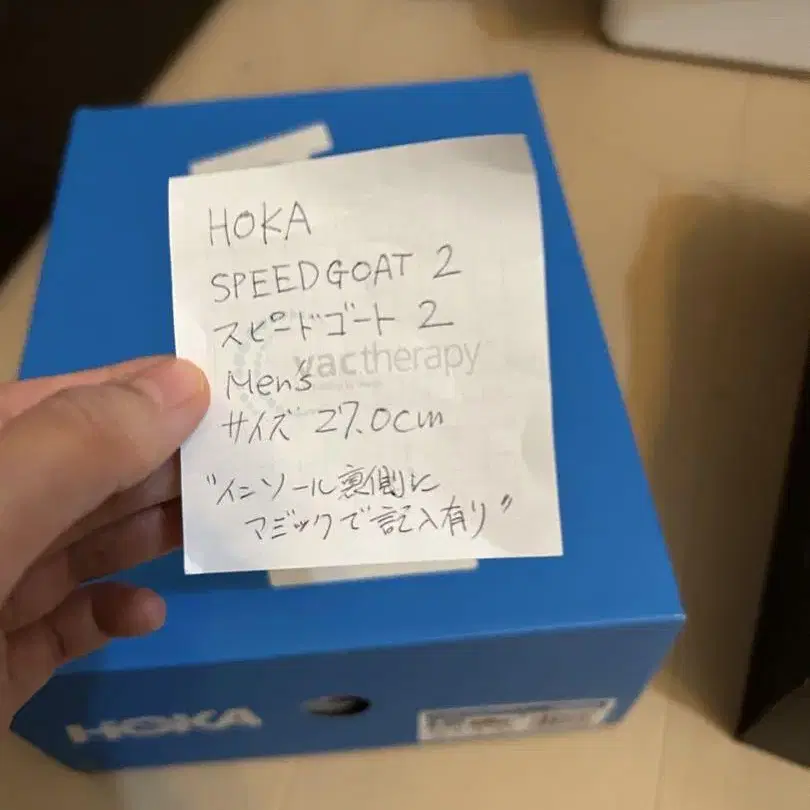 HOKA
SPEEDGOAT 2
スピードゴート 2
vactherapy
Men's
サイズ 27.0cm
"インソール裏側に
マジックで記入有り"
HOKA